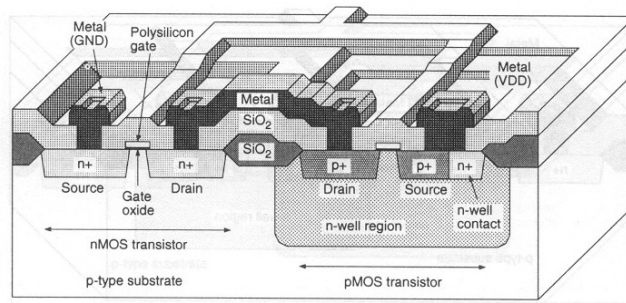 Metal
(GND)
Polysilicon
gate
Metal
(VDD)
Metal
SiO2
SiO2
n+
n+
p+
p+
n+
Source
Drain
Drain
Source
Gate
oxide
n-well
contact
n-well region
nMOS transistor
pMOS transistor
p-type substrate